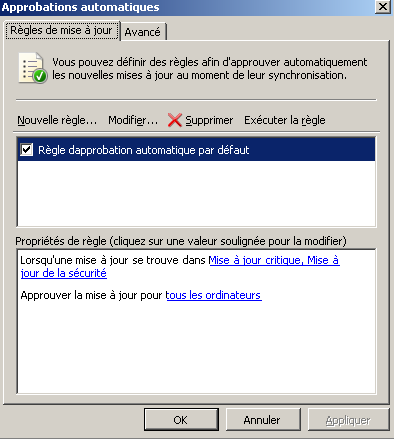 Approbations automatiques
Règles de mise à jour
Avancé
Vous pouvez définir des règles afin d'approuver automatiquement
les nouvelles mises à jour au moment de leur synchronisation.
Nouvelle règle... Modifier... Supprimer Exécuter la règle
Règle dapprobation automatique par défaut
Propriétés de règle (cliquez sur une valeur soulignée pour la modifier)
Lorsqu'une mise à jour se trouve dans Mise à jour critique, Mise à
jour de la sécurité
Approuver la mise à jour pour tous les ordinateurs
OK Annuler Appliquer